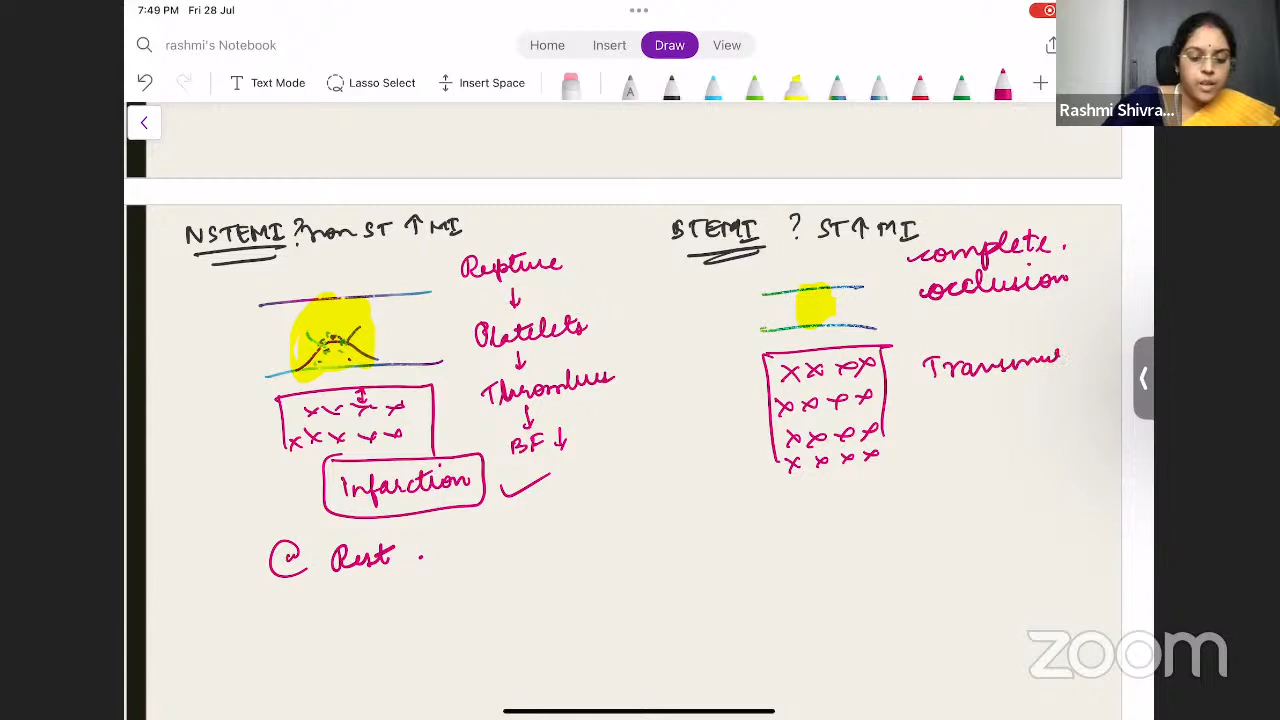 7:49 PM Fri 28 Jul
rashmi's Notebook
Home Insert Draw View
Text Mode Lasso Select Insert Space
A
Rashmi Shivra...
NSTEMI ? non ST ↑ MI
Rupture
↓
Platelets
↓
Thrombus
↓
BF ↓
Infarction ✓
@ Rest .
STEMI ? ST ↑ MI
complete .
occlusion
Transmu
zoom